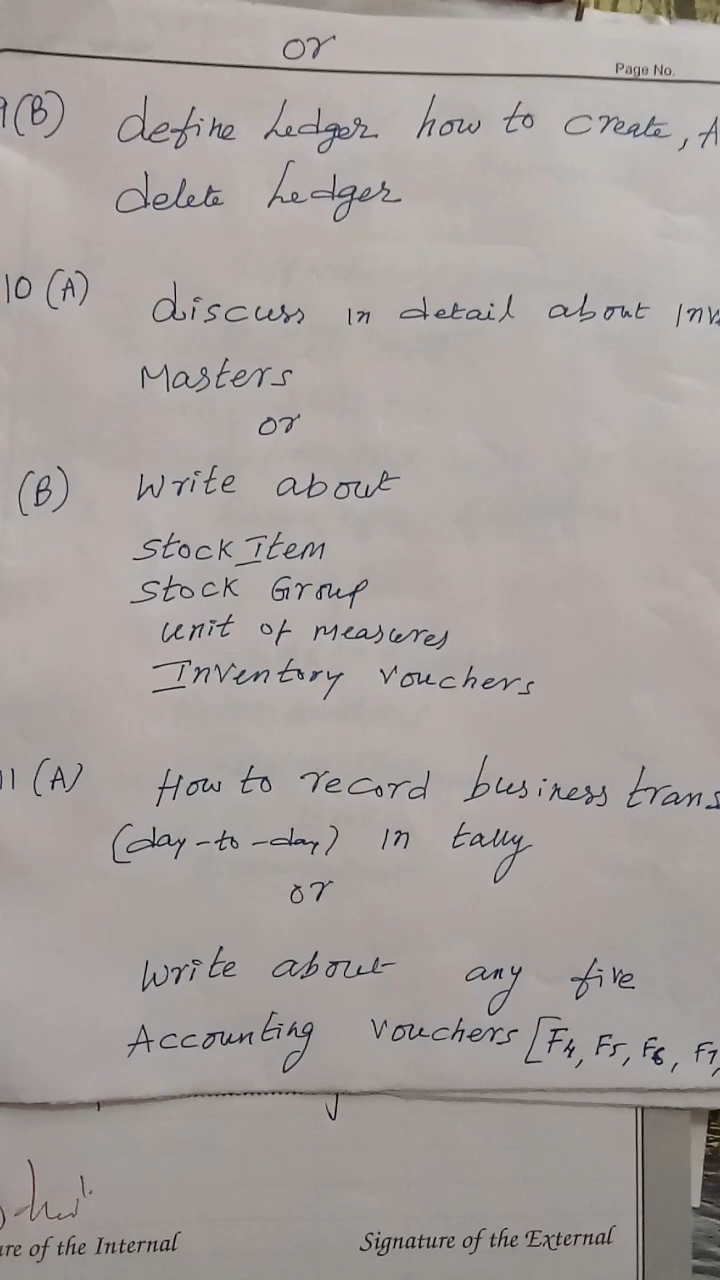 or
Page No.
9(B) define Ledger how to create, A
delete Ledger
10 (A) discuss in detail about Inv
Masters
or
(B) Write about
Stock Item
Stock Group
unit of measures
Inventory vouchers
11 (A) How to record business trans
(day-to-day) in tally
or
Write about any five
Accounting vouchers [F4, F5, F6, F7,
re of the Internal
Signature of the External